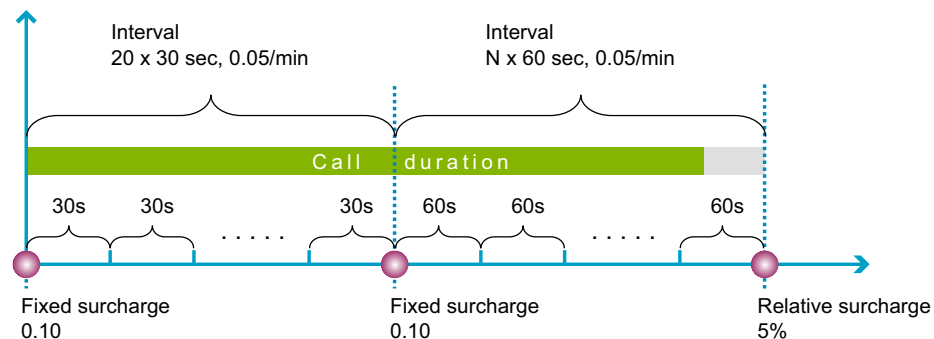 Interval
20 x 30 sec, 0.05/min
Interval
N x 60 sec, 0.05/min
Call duration
30s
30s
30s
60s
60s
60s
.....
.....
Fixed surcharge
0.10
Fixed surcharge
0.10
Relative surcharge
5%